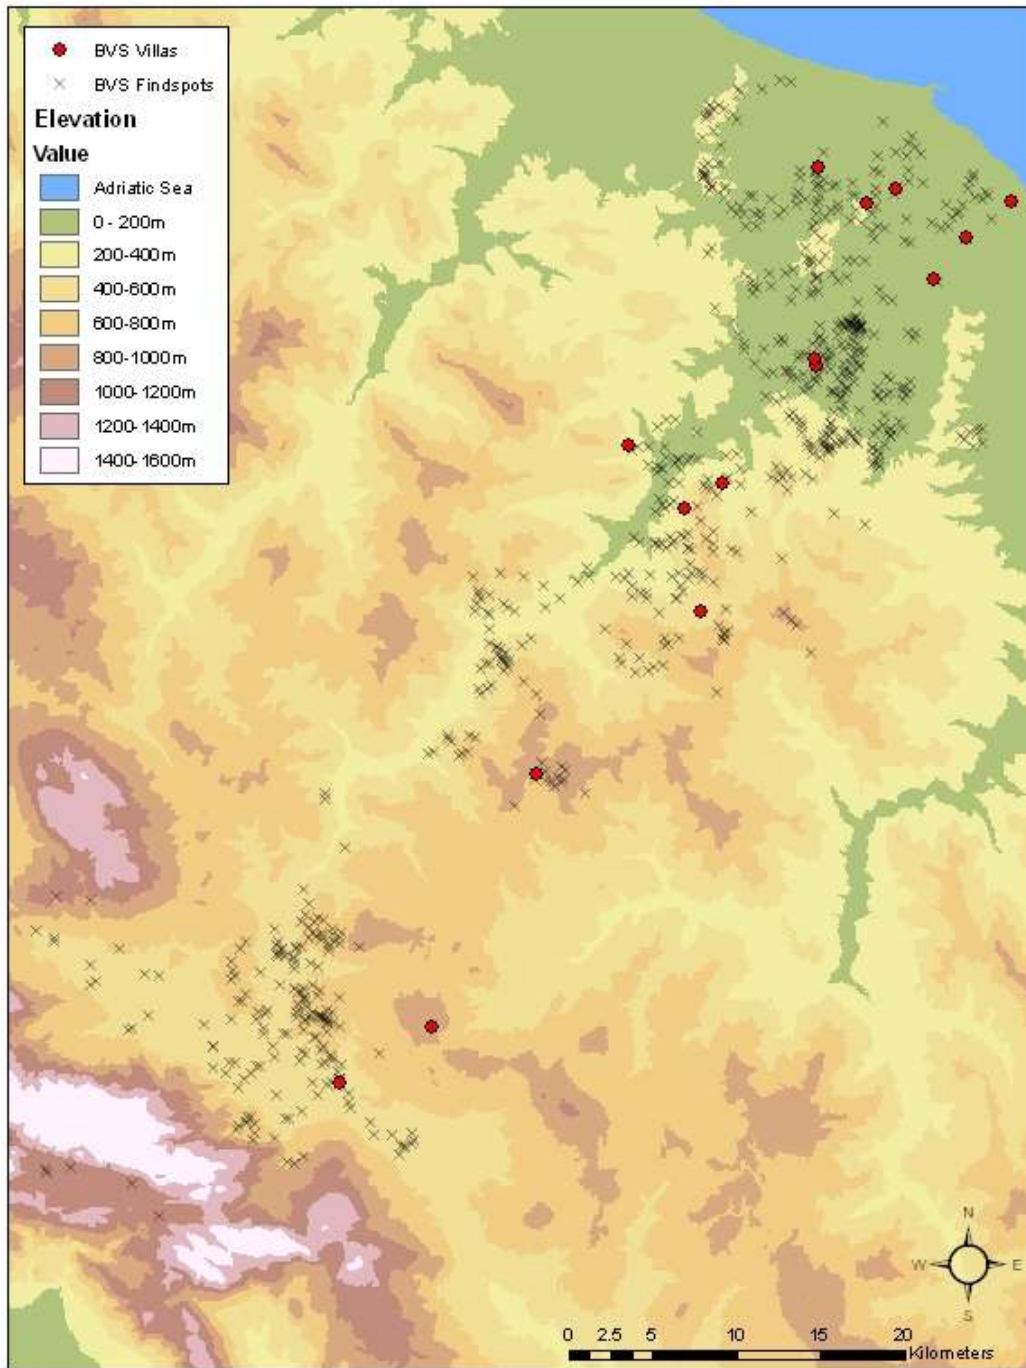 BVS Villas
BVS Findspots
Elevation
Value
Adriatic Sea
0 - 200m
200-400m
400-600m
600-800m
800-1000m
1000-1200m
1200-1400m
1400-1600m
N
W E
S
0 2.5 5 10 15 20
Kilometers